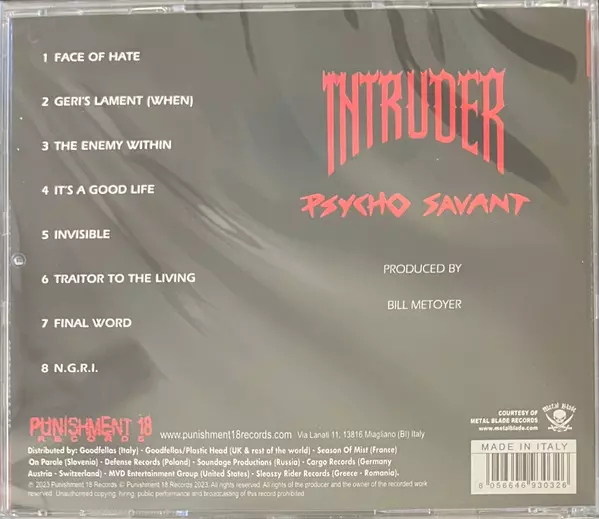 1 FACE OF HATE
2 GERI'S LAMENT (WHEN)
3 THE ENEMY WITHIN
4 IT'S A GOOD LIFE
5 INVISIBLE
6 TRAITOR TO THE LIVING
7 FINAL WORD
8 N.G.R.I.
INTRUDER
PSYCHO SAVANT
PRODUCED BY
BILL METOYER
PUNISHMENT 18
RECORDS
www.punishment18records.com Via Lanati 11, 13816 Miagliano (BI) Italy
Distributed by: Goodfellas (Italy) - Goodfellos/Plastic Head (UK & rest of the world) - Season Of Mist (France)
On Parole (Slovenia) - Defense Records (Poland) - Soundage Productions (Russia) - Cargo Records (Germany
Austria - Switzerland) - MVD Entertainment Group (United States) - Sleaszy Rider Records (Greece - Romania).
℗ 2023 Punishment 18 Records © Punishment 18 Records 2023. All rights of the producer and the owner of the recorded work
reserved. Unauthorised copying, hiring, public performance and broadcasting of this record prohibited
COURTESY OF
METAL BLADE RECORDS
www.metalblade.com
Metal Blade
MADE IN ITALY
8 056646 930326